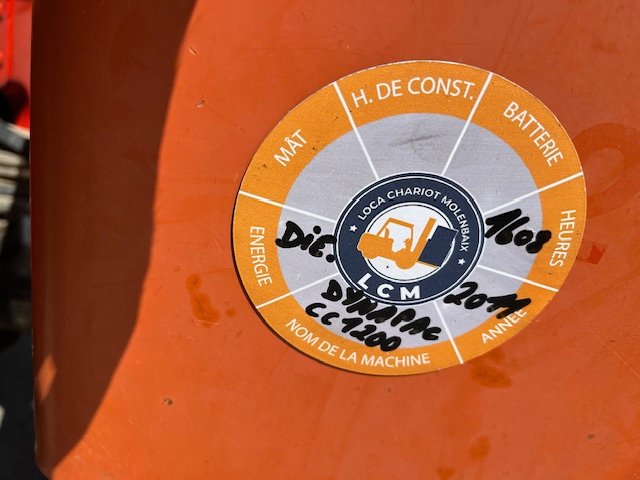 MÂT
H. DE CONST.
BATTERIE
HEURES
1608
ANNÉE
2011
NOM DE LA MACHINE
DYNAPAC
CC1200
ENERGIE
DIE.
LOCA CHARIOT MOLENBAIX
LCM